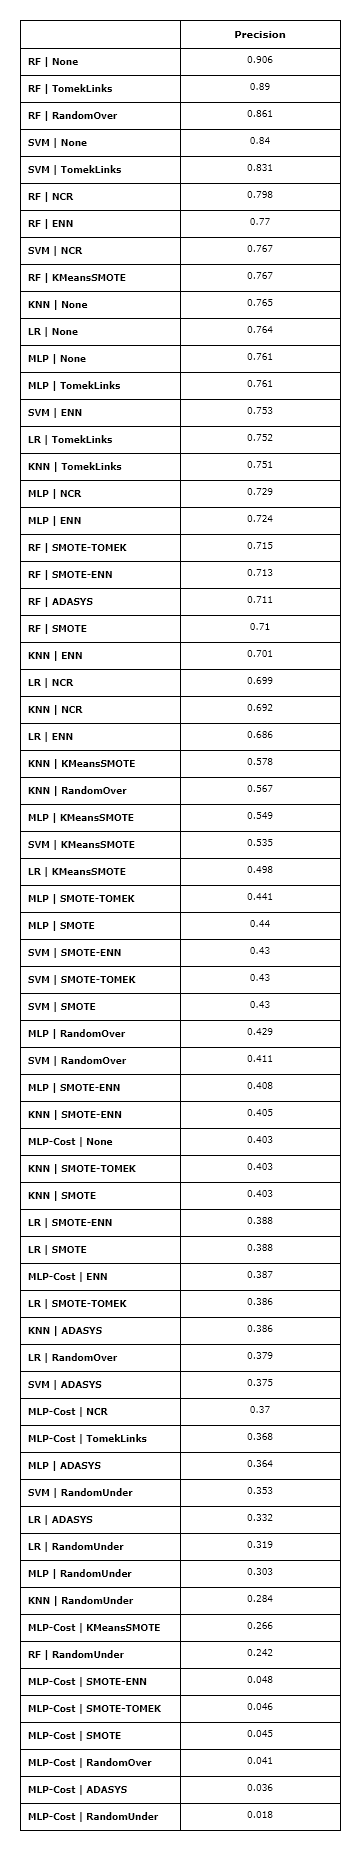 Precision
RF | None 0.906
RF | TomekLinks 0.89
RF | RandomOver 0.861
SVM | None 0.84
SVM | TomekLinks 0.831
RF | NCR 0.798
RF | ENN 0.77
SVM | NCR 0.767
RF | KMeansSMOTE 0.767
KNN | None 0.765
LR | None 0.764
MLP | None 0.761
MLP | TomekLinks 0.761
SVM | ENN 0.753
LR | TomekLinks 0.752
KNN | TomekLinks 0.751
MLP | NCR 0.729
MLP | ENN 0.724
RF | SMOTE-TOMEK 0.715
RF | SMOTE-ENN 0.713
RF | ADASYS 0.711
RF | SMOTE 0.71
KNN | ENN 0.701
LR | NCR 0.699
KNN | NCR 0.692
LR | ENN 0.686
KNN | KMeansSMOTE 0.578
KNN | RandomOver 0.567
MLP | KMeansSMOTE 0.549
SVM | KMeansSMOTE 0.535
LR | KMeansSMOTE 0.498
MLP | SMOTE-TOMEK 0.441
MLP | SMOTE 0.44
SVM | SMOTE-ENN 0.43
SVM | SMOTE-TOMEK 0.43
SVM | SMOTE 0.43
MLP | RandomOver 0.429
SVM | RandomOver 0.411
MLP | SMOTE-ENN 0.408
KNN | SMOTE-ENN 0.405
MLP-Cost | None 0.403
KNN | SMOTE-TOMEK 0.403
KNN | SMOTE 0.403
LR | SMOTE-ENN 0.388
LR | SMOTE 0.388
MLP-Cost | ENN 0.387
LR | SMOTE-TOMEK 0.386
KNN | ADASYS 0.386
LR | RandomOver 0.379
SVM | ADASYS 0.375
MLP-Cost | NCR 0.37
MLP-Cost | TomekLinks 0.368
MLP | ADASYS 0.364
SVM | RandomUnder 0.353
LR | ADASYS 0.332
LR | RandomUnder 0.319
MLP | RandomUnder 0.303
KNN | RandomUnder 0.284
MLP-Cost | KMeansSMOTE 0.266
RF | RandomUnder 0.242
MLP-Cost | SMOTE-ENN 0.048
MLP-Cost | SMOTE-TOMEK 0.046
MLP-Cost | SMOTE 0.045
MLP-Cost | RandomOver 0.041
MLP-Cost | ADASYS 0.036
MLP-Cost | RandomUnder 0.018